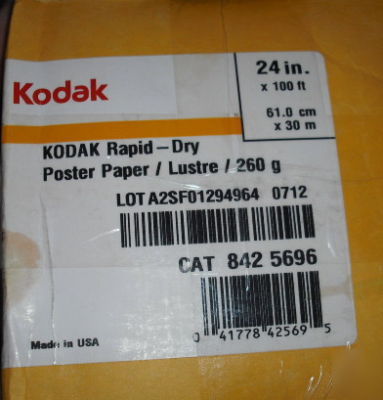 Kodak
24 in.
x 100 ft
61.0 cm
x 30 m
KODAK Rapid-Dry
Poster Paper / Lustre / 260 g
LOT A2SF01294964 0712
CAT 842 5696
0 41778 42569 5
Made in USA